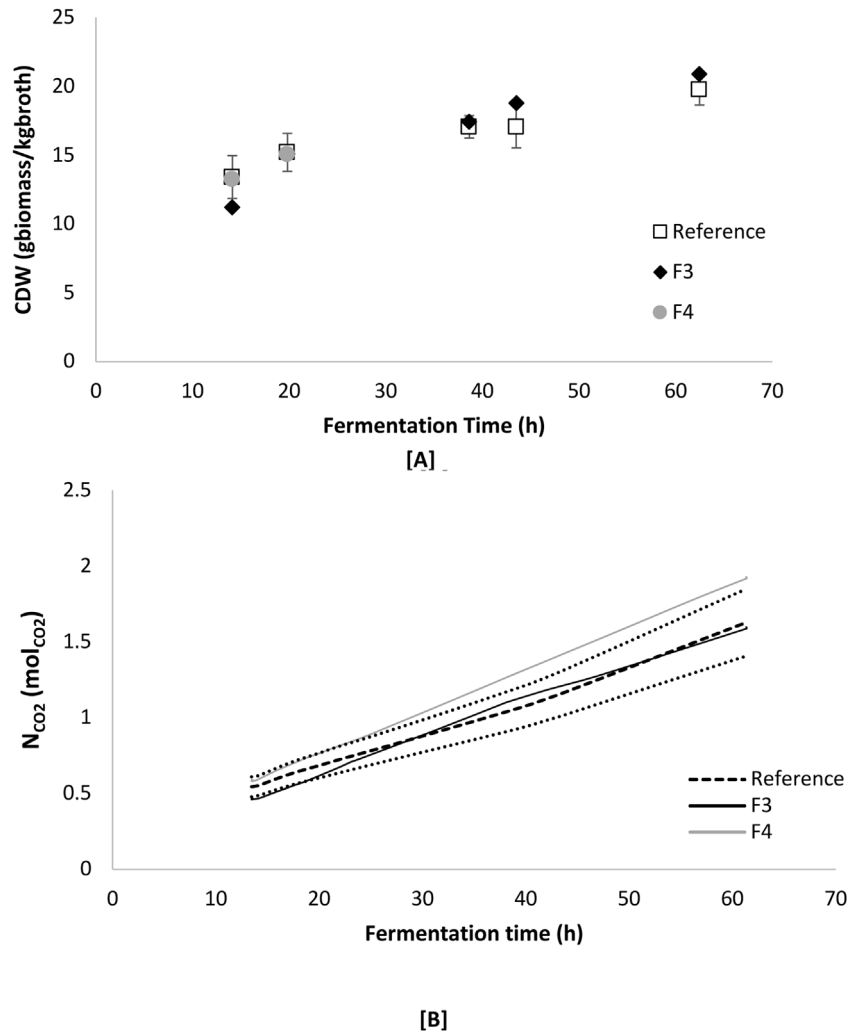 25
20
15
10
5
0
CDW (gbiomass/kgbroth)
Reference
F3
F4
0 10 20 30 40 50 60 70
Fermentation Time (h)
[A]
2.5
2
1.5
1
0.5
0
N_CO2 (mol_CO2)
Reference
F3
F4
0 10 20 30 40 50 60 70
Fermentation time (h)
[B]